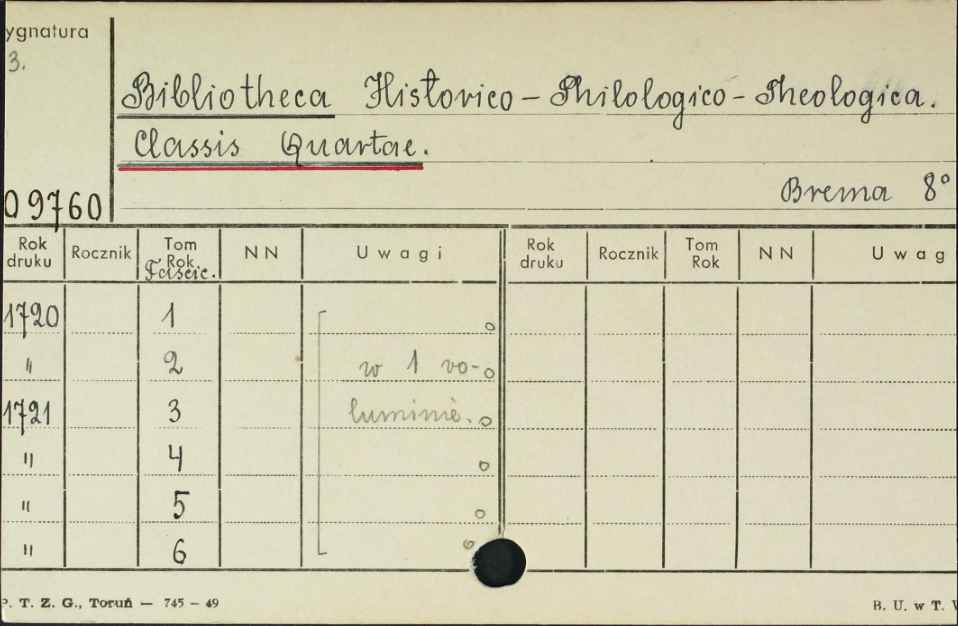 ygnatura
3.
Bibliotheca Historico-Philologico-Theologica.
Classis Quartae.
Brema 8°
09760
Rok druku Rocznik Tom Rok Fascic. NN Uwagi Rok druku Rocznik Tom Rok NN Uwag
1720 1
" 2 w 1 vo-
1721 3 luminie.
" 4
" 5
" 6
P. T. Z. G., Toruń — 745 – 49 B. U. w T.